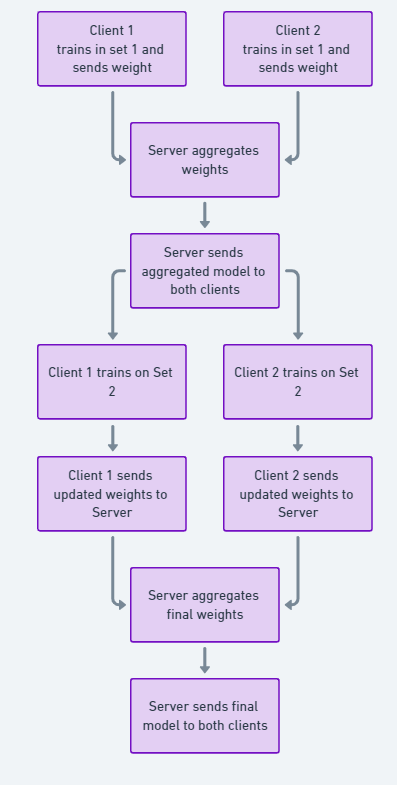 Client 1
trains in set 1 and
sends weight
Client 2
trains in set 1 and
sends weight
Server aggregates
weights
Server sends
aggregated model to
both clients
Client 1 trains on Set
2
Client 2 trains on Set
2
Client 1 sends
updated weights to
Server
Client 2 sends
updated weights to
Server
Server aggregates
final weights
Server sends final
model to both clients